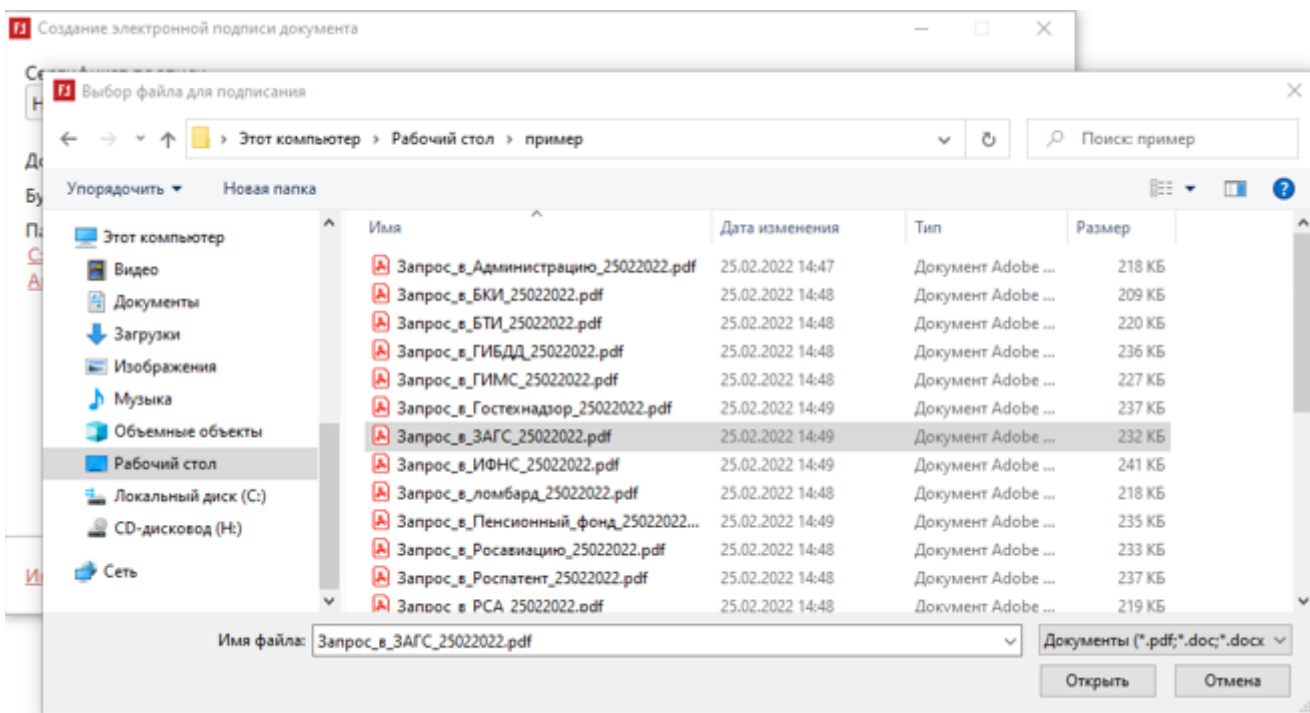 Создание электронной подписи документа
Выбор файла для подписания
Этот компьютер > Рабочий стол > пример
Поиск: пример
Упорядочить
Новая папка
Имя Дата изменения Тип Размер
Этот компьютер
Видео
Документы
Загрузки
Изображения
Музыка
Объемные объекты
Рабочий стол
Локальный диск (C:)
CD-дисковод (H:)
Сеть
Запрос_в_Администрацию_25022022.pdf 25.02.2022 14:47 Документ Adobe ... 218 КБ
Запрос_в_БКИ_25022022.pdf 25.02.2022 14:48 Документ Adobe ... 209 КБ
Запрос_в_БТИ_25022022.pdf 25.02.2022 14:48 Документ Adobe ... 220 КБ
Запрос_в_ГИБДД_25022022.pdf 25.02.2022 14:48 Документ Adobe ... 236 КБ
Запрос_в_ГИМС_25022022.pdf 25.02.2022 14:48 Документ Adobe ... 227 КБ
Запрос_в_Гостехнадзор_25022022.pdf 25.02.2022 14:49 Документ Adobe ... 237 КБ
Запрос_в_ЗАГС_25022022.pdf 25.02.2022 14:49 Документ Adobe ... 232 КБ
Запрос_в_ИФНС_25022022.pdf 25.02.2022 14:49 Документ Adobe ... 241 КБ
Запрос_в_ломбард_25022022.pdf 25.02.2022 14:48 Документ Adobe ... 218 КБ
Запрос_в_Пенсионный_фонд_25022022... 25.02.2022 14:49 Документ Adobe ... 235 КБ
Запрос_в_Росавиацию_25022022.pdf 25.02.2022 14:48 Документ Adobe ... 233 КБ
Запрос_в_Роспатент_25022022.pdf 25.02.2022 14:48 Документ Adobe ... 237 КБ
Запрос_в_РСА_25022022.pdf 25.02.2022 14:48 Документ Adobe ... 219 КБ
Имя файла: Запрос_в_ЗАГС_25022022.pdf
Документы (*.pdf;*.doc;*.docx
Открыть Отмена